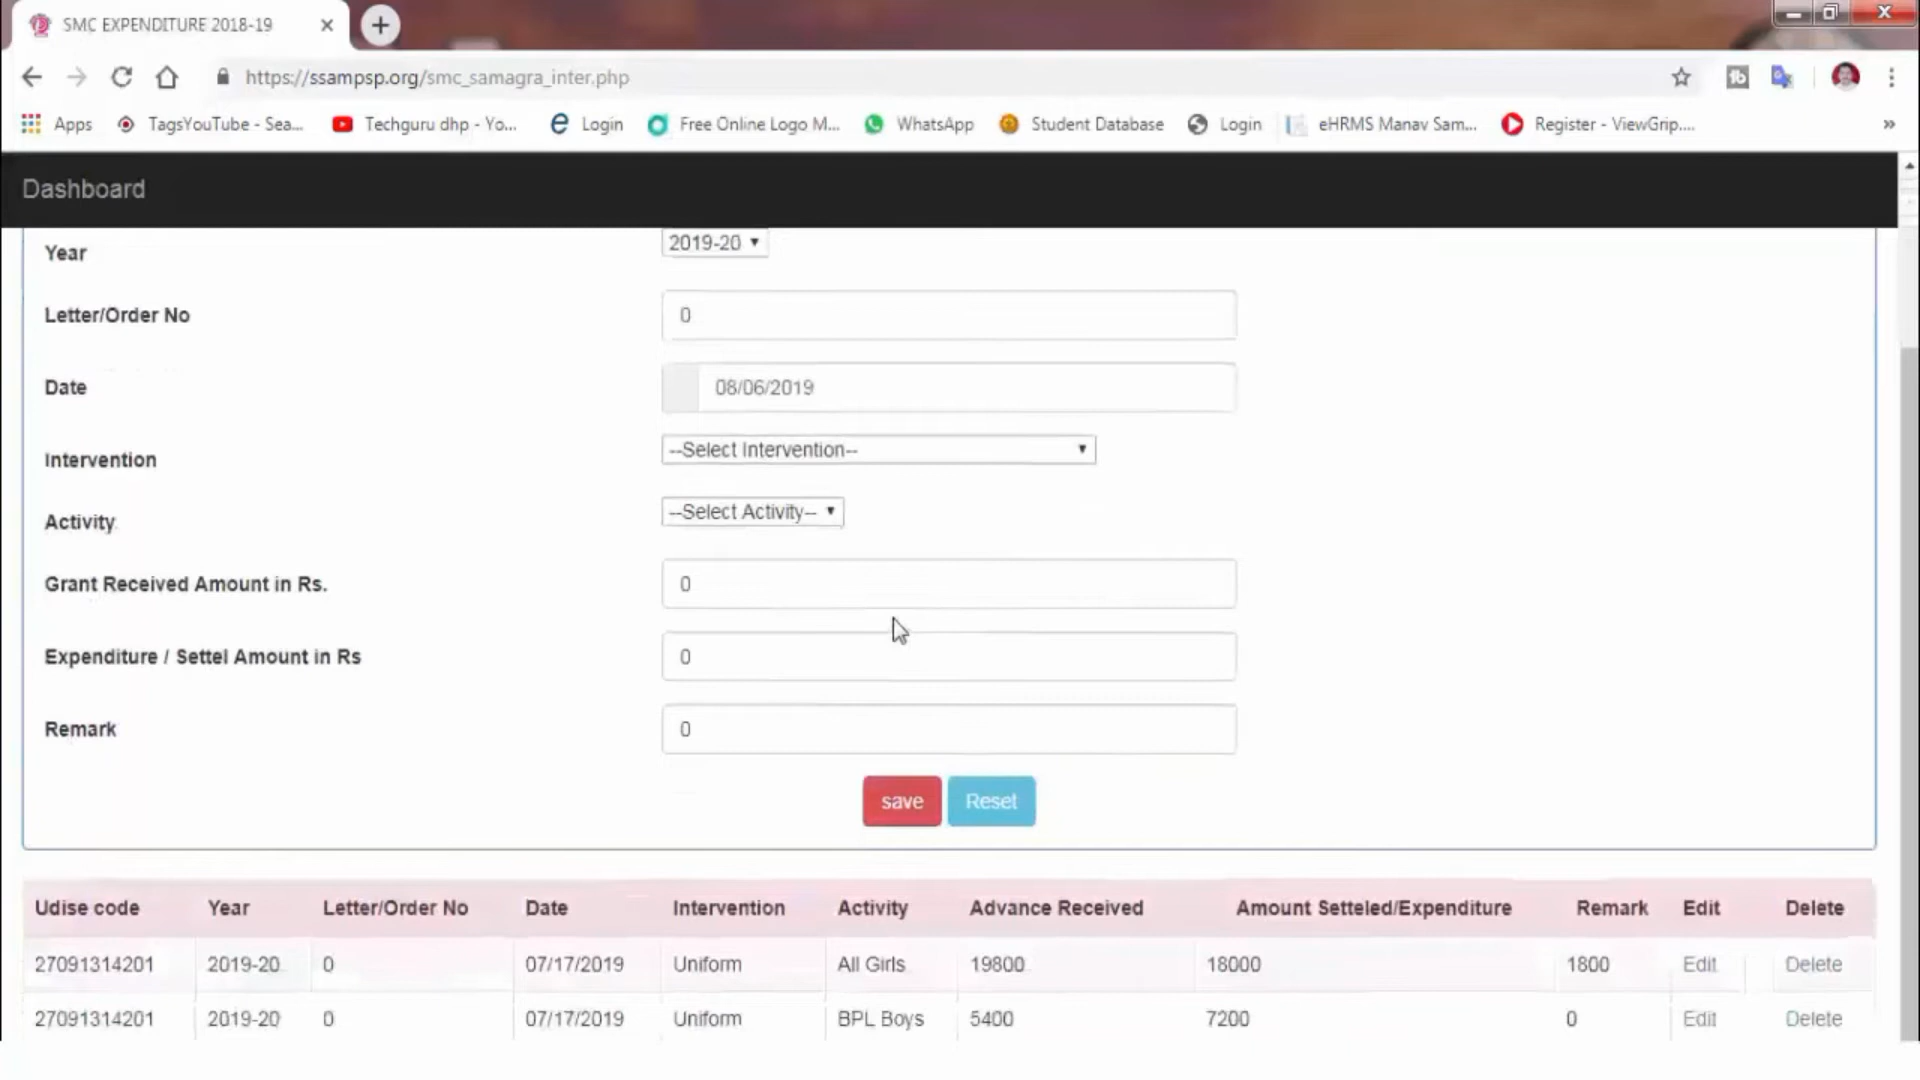 SMC EXPENDITURE 2018-19
https://ssampsp.org/smc_samagra_inter.php
Apps TagsYouTube - Sea... Techguru dhp - Yo... Login Free Online Logo M... WhatsApp Student Database Login eHRMS Manav Sam... Register - ViewGrip.... »
Dashboard
Year 2019-20
Letter/Order No 0
Date 08/06/2019
Intervention --Select Intervention--
Activity --Select Activity--
Grant Received Amount in Rs. 0
Expenditure / Settel Amount in Rs 0
Remark 0
save Reset
Udise code Year Letter/Order No Date Intervention Activity Advance Received Amount Setteled/Expenditure Remark Edit Delete
27091314201 2019-20 0 07/17/2019 Uniform All Girls 19800 18000 1800 Edit Delete
27091314201 2019-20 0 07/17/2019 Uniform BPL Boys 5400 7200 0 Edit Delete